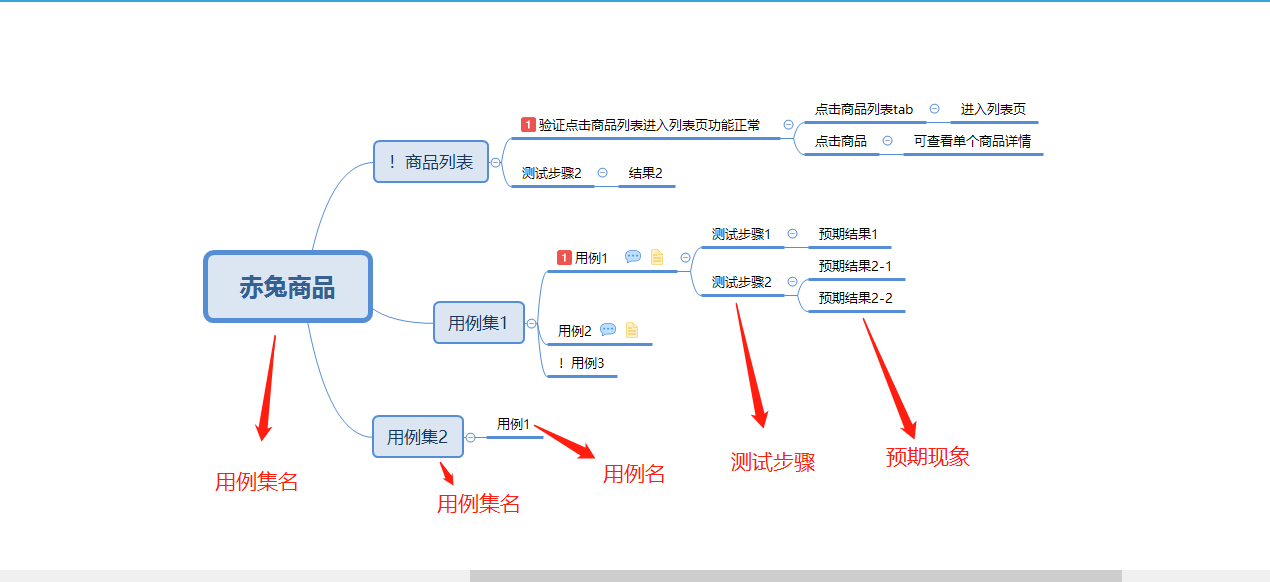 点击商品列表tab
进入列表页
1 验证点击商品列表进入列表页功能正常
点击商品
可查看单个商品详情
！商品列表
测试步骤2
结果2
测试步骤1
预期结果1
1 用例1
预期结果2-1
测试步骤2
预期结果2-2
赤兔商品
用例集1
用例2
！用例3
用例集2
用例1
用例集名
用例集名
用例名
测试步骤
预期现象